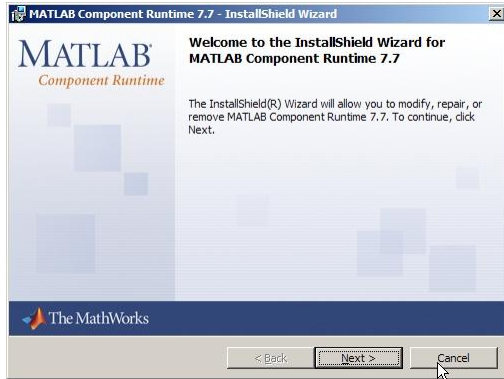 MATLAB Component Runtime 7.7 - InstallShield Wizard
MATLAB®
Component Runtime
Welcome to the InstallShield Wizard for
MATLAB Component Runtime 7.7
The InstallShield(R) Wizard will allow you to modify, repair, or
remove MATLAB Component Runtime 7.7. To continue, click
Next.
The MathWorks
< Back
Next >
Cancel